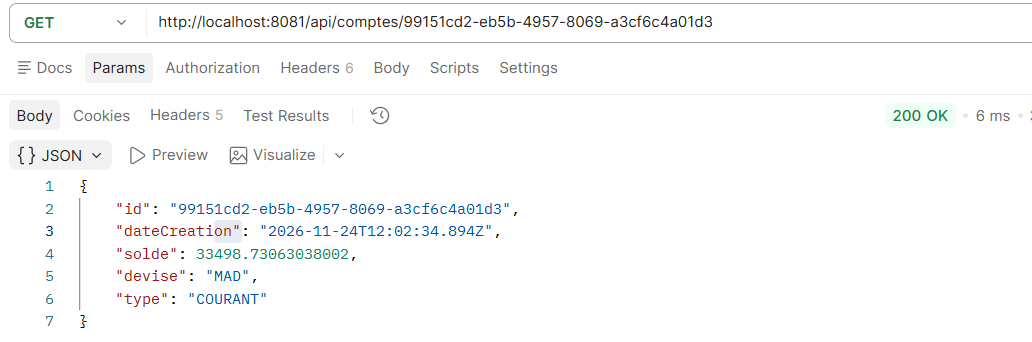 GET http://localhost:8081/api/comptes/99151cd2-eb5b-4957-8069-a3cf6c4a01d3
Docs Params Authorization Headers 6 Body Scripts Settings
Body Cookies Headers 5 Test Results 200 OK • 6 ms •
{} JSON Preview Visualize
1 {
2 "id": "99151cd2-eb5b-4957-8069-a3cf6c4a01d3",
3 "dateCreation": "2026-11-24T12:02:34.894Z",
4 "solde": 33498.73063038002,
5 "devise": "MAD",
6 "type": "COURANT"
7 }